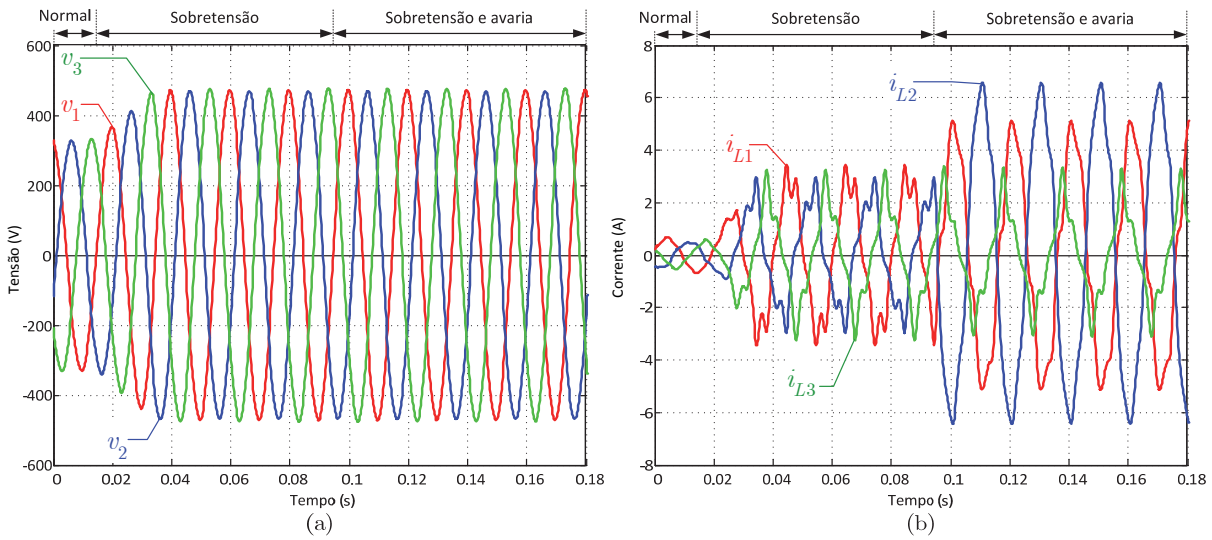 Normal
Sobretensão
Sobretensão e avaria
600
400
200
0
-200
-400
-600
Tensão (V)
v3
v1
v2
0
0.02
0.04
0.06
0.08
0.1
0.12
0.14
0.16
0.18
Tempo (s)
(a)
Normal
Sobretensão
Sobretensão e avaria
8
6
4
2
0
-2
-4
-6
-8
Corrente (A)
iL2
iL1
iL3
0
0.02
0.04
0.06
0.08
0.1
0.12
0.14
0.16
0.18
Tempo (s)
(b)